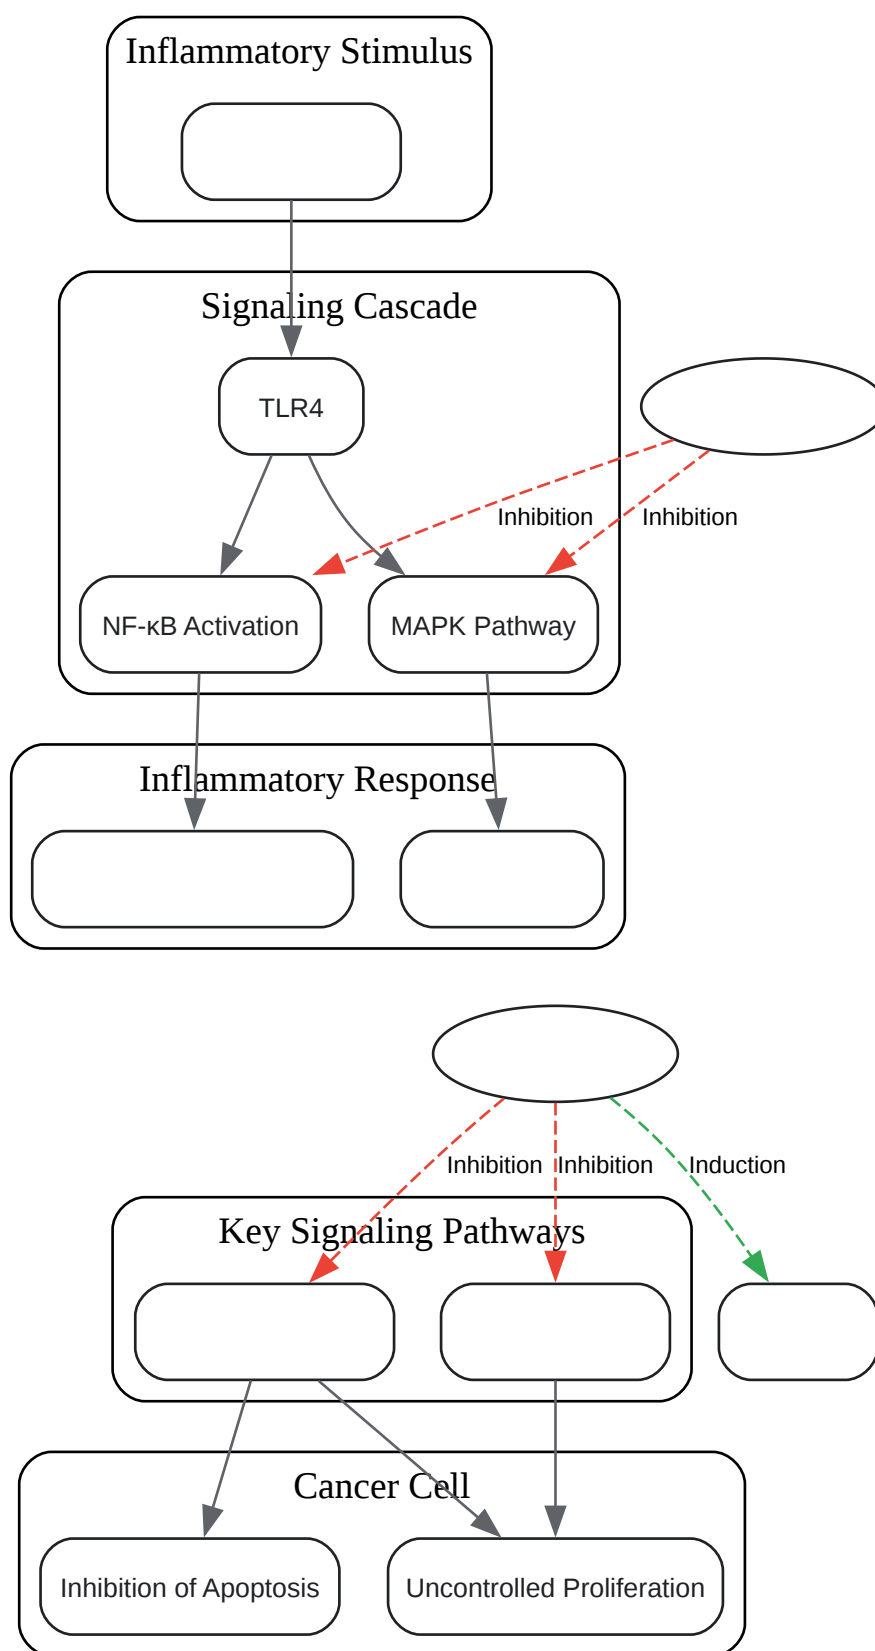 Inflammatory Stimulus
Signaling Cascade
TLR4
Inhibition
Inhibition
NF-κB Activation
MAPK Pathway
Inflammatory Response
Inhibition
Inhibition
Induction
Key Signaling Pathways
Cancer Cell
Inhibition of Apoptosis
Uncontrolled Proliferation